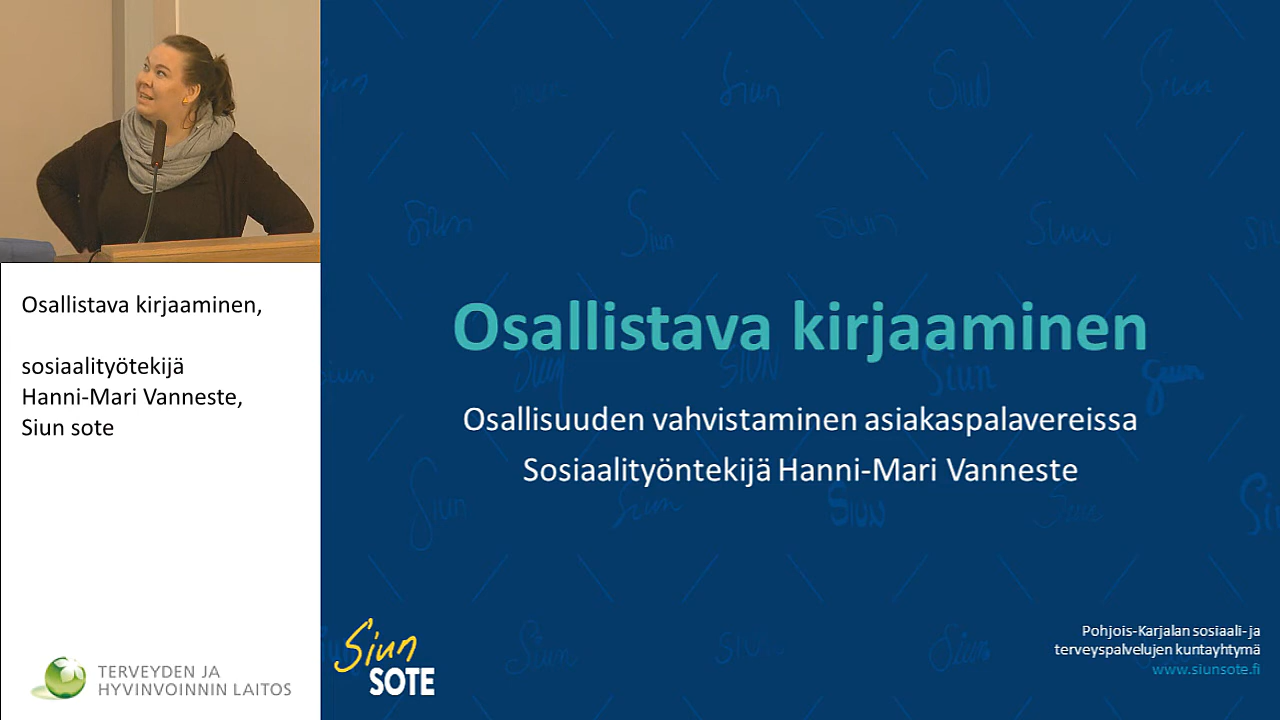 Osallistava kirjaaminen,
sosiaalityötekijä
Hanni-Mari Vanneste,
Siun sote
TERVEYDEN JA
HYVINVOINNIN LAITOS
Osallistava kirjaaminen
Osallisuuden vahvistaminen asiakaspalavereissa
Sosiaalityöntekijä Hanni-Mari Vanneste
Siun
SOTE
Pohjois-Karjalan sosiaali- ja
terveyspalvelujen kuntayhtymä
www.siunsote.fi